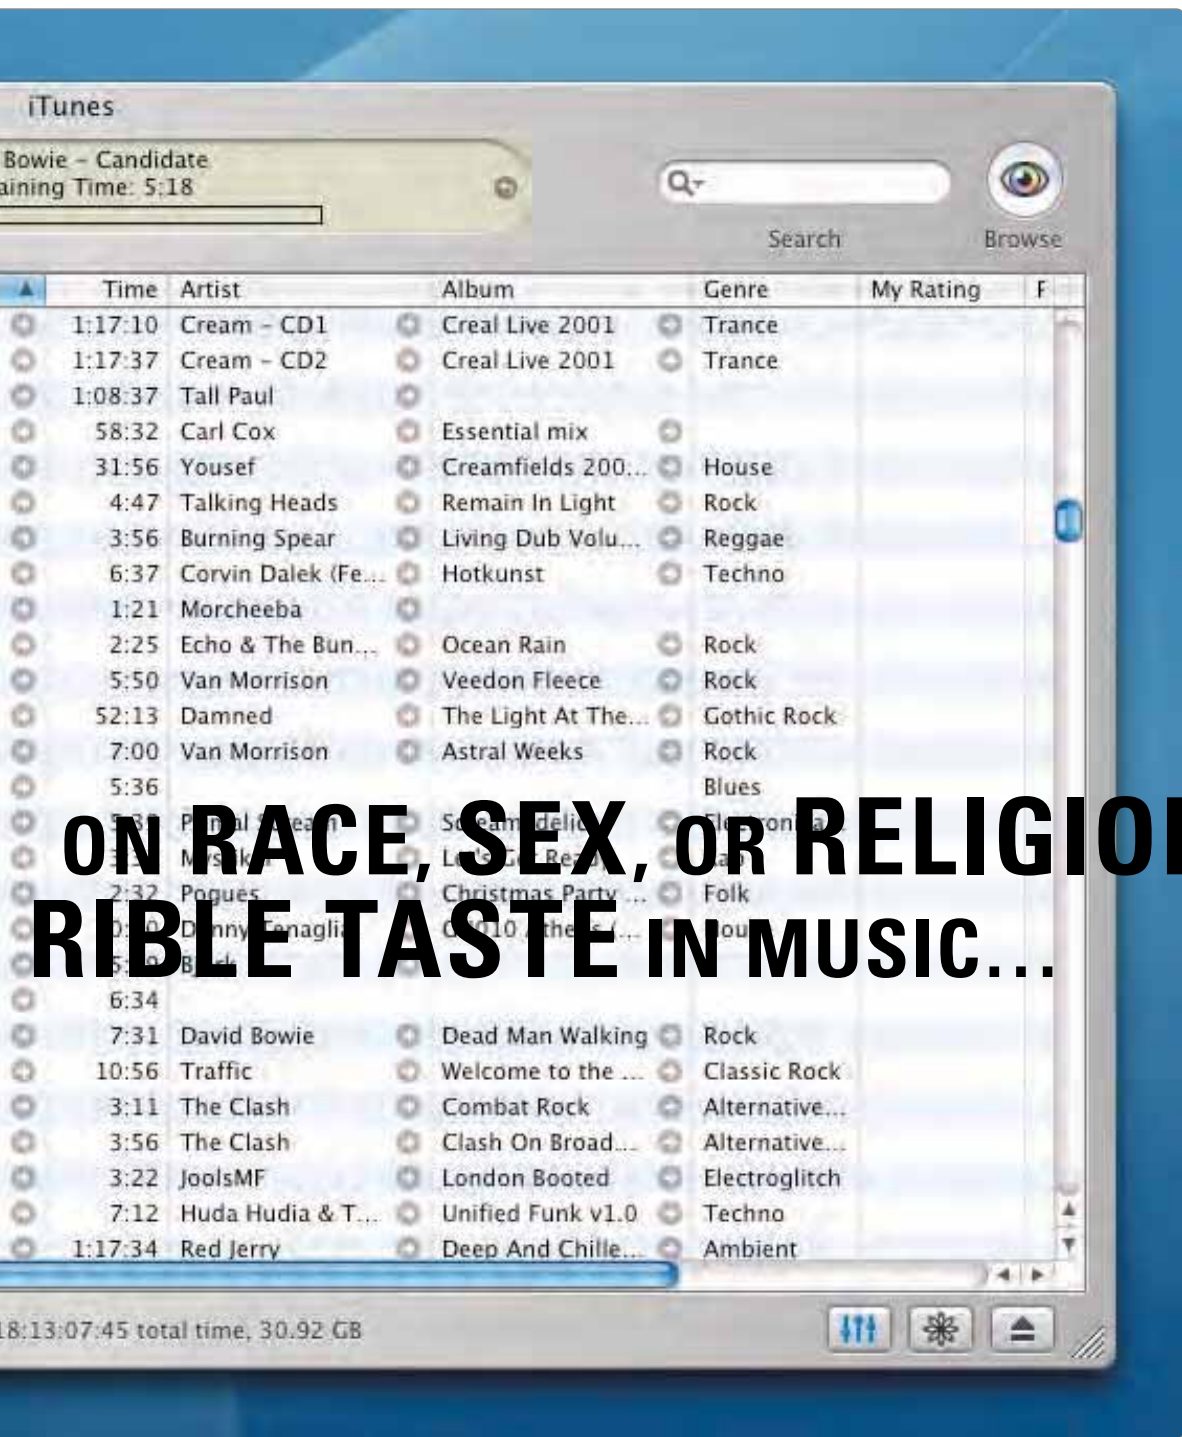 iTunes
Bowie – Candidate
aining Time: 5:18
Search
Browse
Time Artist Album Genre My Rating
1:17:10 Cream – CD1 Creal Live 2001 Trance
1:17:37 Cream – CD2 Creal Live 2001 Trance
1:08:37 Tall Paul
58:32 Carl Cox Essential mix
31:56 Yousef Creamfields 200... House
4:47 Talking Heads Remain In Light Rock
3:56 Burning Spear Living Dub Volu... Reggae
6:37 Corvin Dalek (Fe... Hotkunst Techno
1:21 Morcheeba
2:25 Echo & The Bun... Ocean Rain Rock
5:50 Van Morrison Veedon Fleece Rock
52:13 Damned The Light At The... Gothic Rock
7:00 Van Morrison Astral Weeks Rock
5:36 Blues
ON RACE, SEX, OR RELIGION
2:32 Pogues Christmas Party ... Folk
RIBLE TASTE IN MUSIC...
6:34
7:31 David Bowie Dead Man Walking Rock
10:56 Traffic Welcome to the ... Classic Rock
3:11 The Clash Combat Rock Alternative...
3:56 The Clash Clash On Broad... Alternative...
3:22 JoolsMF London Booted Electroglitch
7:12 Huda Hudia & T... Unified Funk v1.0 Techno
1:17:34 Red Jerry Deep And Chille... Ambient
18:13:07:45 total time, 30.92 GB